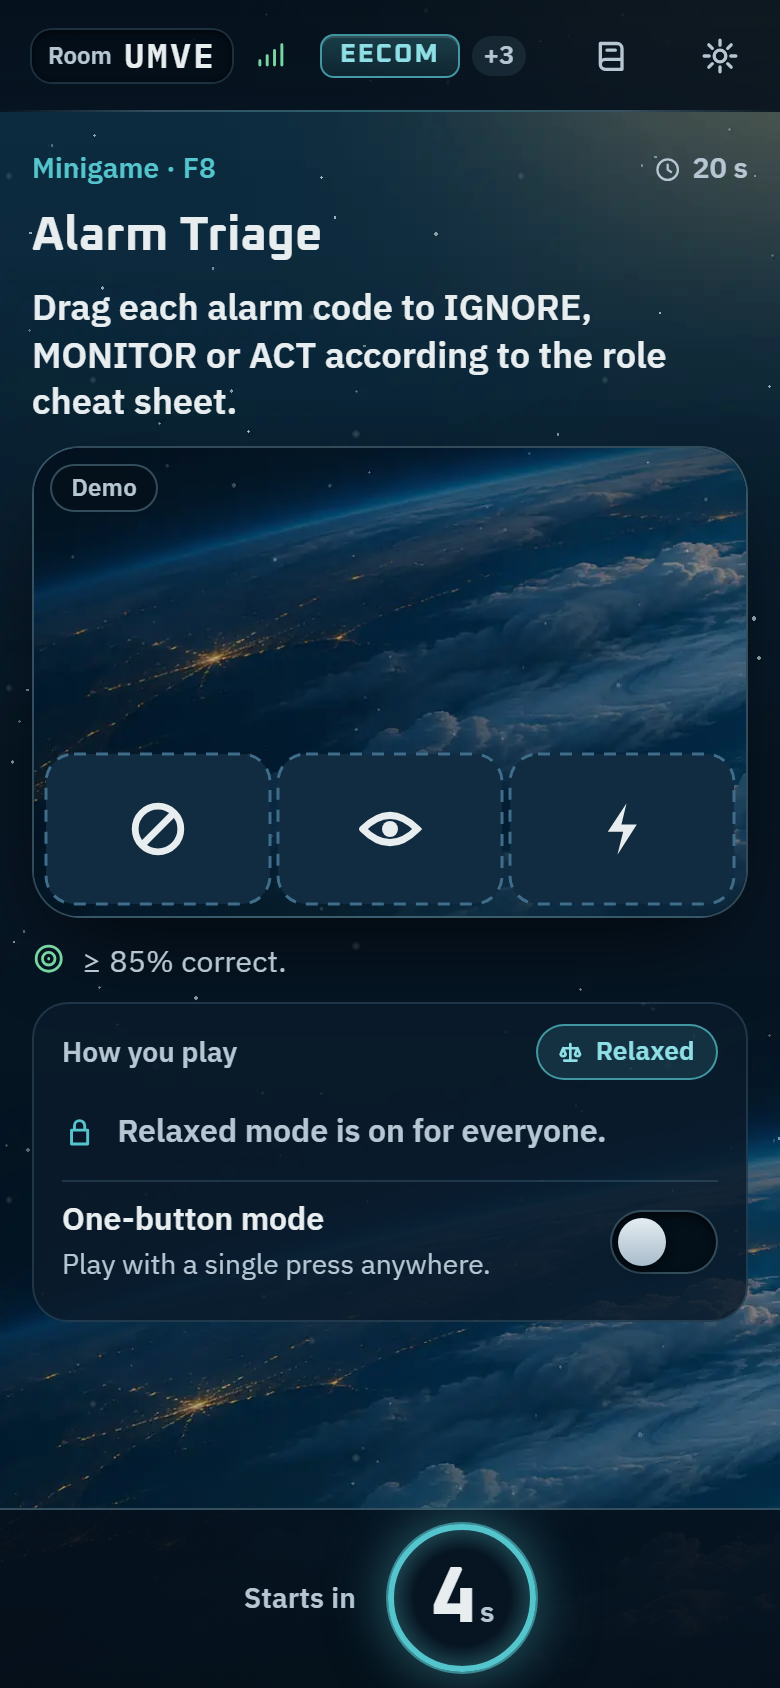 Room UMVE EECOM +3
Minigame · F8 20 s
Alarm Triage
Drag each alarm code to IGNORE,
MONITOR or ACT according to the role
cheat sheet.
Demo
≥ 85% correct.
How you play Relaxed
Relaxed mode is on for everyone.
One-button mode
Play with a single press anywhere.
Starts in 4 s